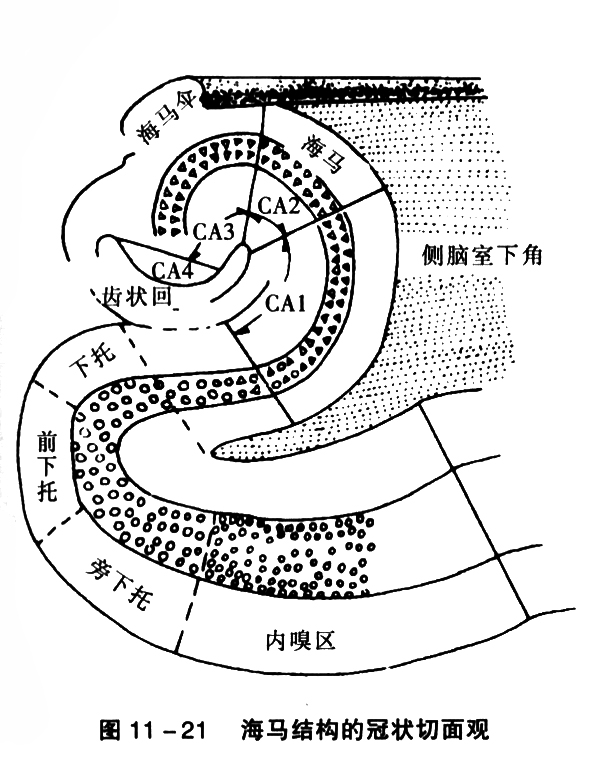 海马伞
海马
CA2
CA3
CA4
侧脑室下角
齿状回
CA1
下托
前下托
旁下托
内嗅区
图 11-21 海马结构的冠状切面观